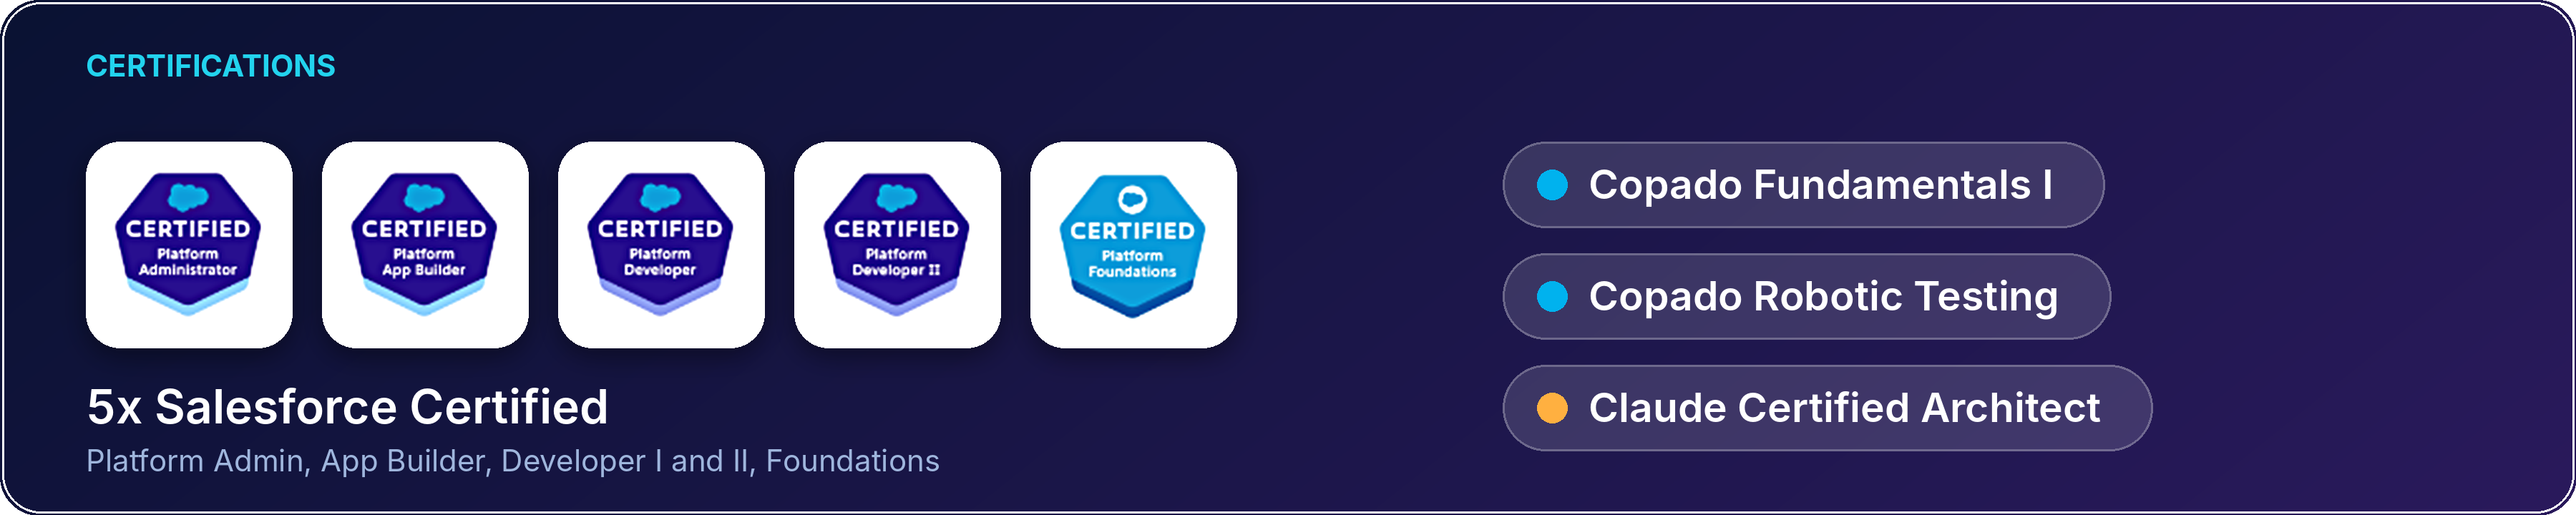 CERTIFICATIONS
CERTIFIED
Platform
Administrator
CERTIFIED
Platform
App Builder
CERTIFIED
Platform
Developer
CERTIFIED
Platform
Developer II
CERTIFIED
Platform
Foundations
5x Salesforce Certified
Platform Admin, App Builder, Developer I and II, Foundations
Copado Fundamentals I
Copado Robotic Testing
Claude Certified Architect